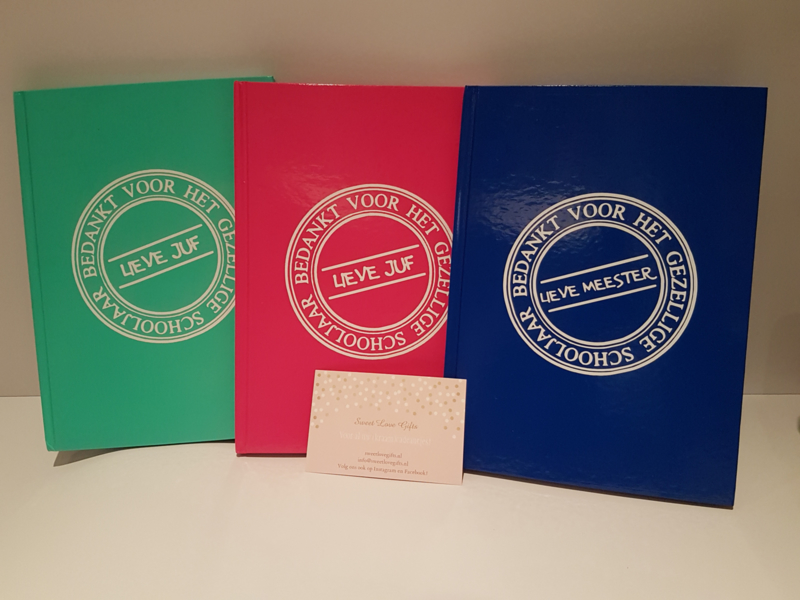 BEDANKT VOOR HET GEZELLIGE SCHOOLJAAR
LIEVE JUF
BEDANKT VOOR HET GEZELLIGE SCHOOLJAAR
LIEVE JUF
BEDANKT VOOR HET GEZELLIGE SCHOOLJAAR
LIEVE MEESTER
Sweet Love Gifts
Volg ons ook op Instagram en Facebook!